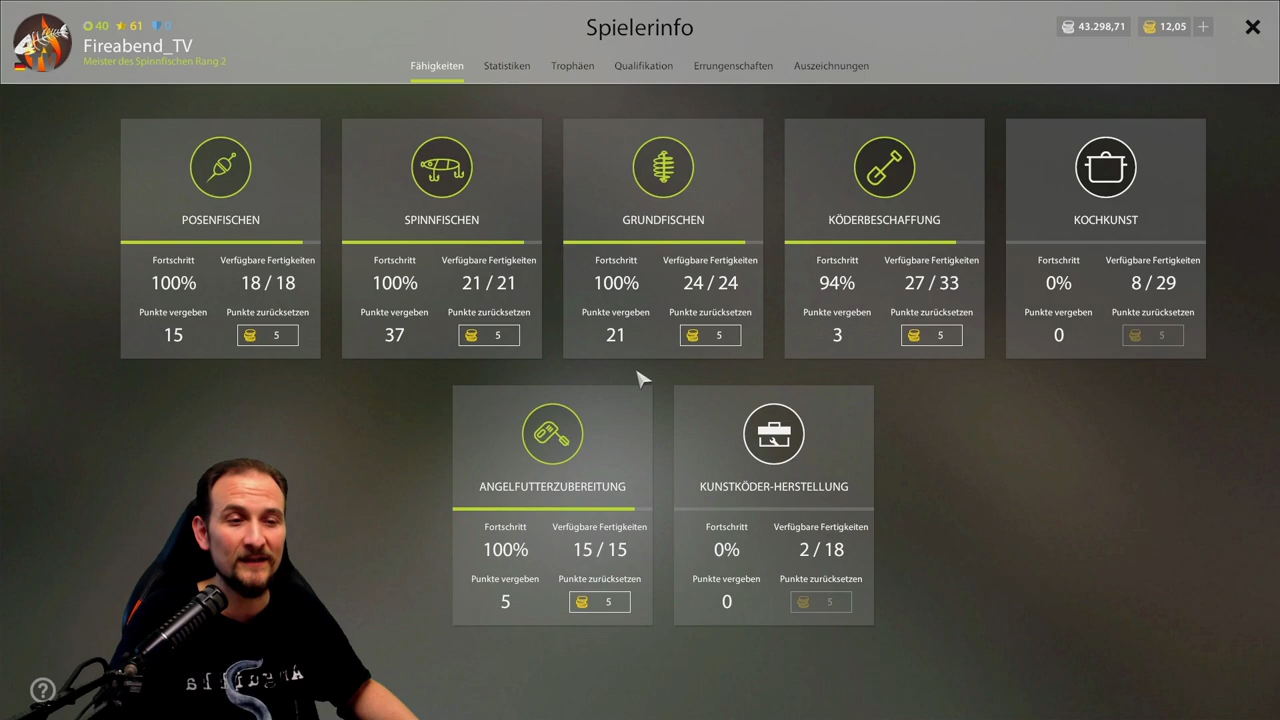 40 61 0
Fireabend_TV
Meister des Spinnfischen Rang 2
Spielerinfo
43.298,71 12,05 +
Fähigkeiten Statistiken Trophäen Qualifikation Errungenschaften Auszeichnungen
POSENFISCHEN
Fortschritt Verfügbare Fertigkeiten
100% 18 / 18
Punkte vergeben Punkte zurücksetzen
15 5
SPINNFISCHEN
Fortschritt Verfügbare Fertigkeiten
100% 21 / 21
Punkte vergeben Punkte zurücksetzen
37 5
GRUNDFISCHEN
Fortschritt Verfügbare Fertigkeiten
100% 24 / 24
Punkte vergeben Punkte zurücksetzen
21 5
KÖDERBESCHAFFUNG
Fortschritt Verfügbare Fertigkeiten
94% 27 / 33
Punkte vergeben Punkte zurücksetzen
3 5
KOCHKUNST
Fortschritt Verfügbare Fertigkeiten
0% 8 / 29
Punkte vergeben Punkte zurücksetzen
0 5
ANGELFUTTERZUBEREITUNG
Fortschritt Verfügbare Fertigkeiten
100% 15 / 15
Punkte vergeben Punkte zurücksetzen
5 5
KUNSTKÖDER-HERSTELLUNG
Fortschritt Verfügbare Fertigkeiten
0% 2 / 18
Punkte vergeben Punkte zurücksetzen
0 5
?